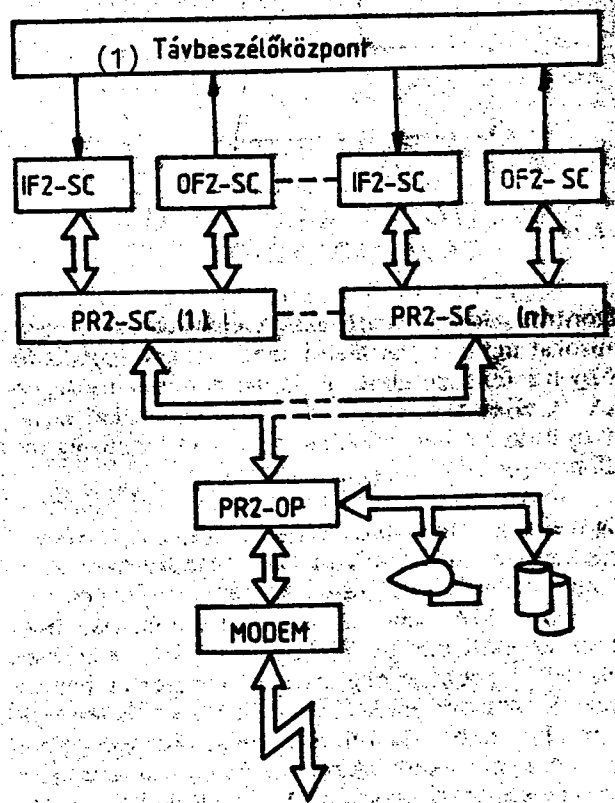 (1) Távbeszélőközpont
IF2-SC OF2-SC IF2-SC OF2-SC
PR2-SC (1) PR2-SC (n)
PR2-OP
MODEM